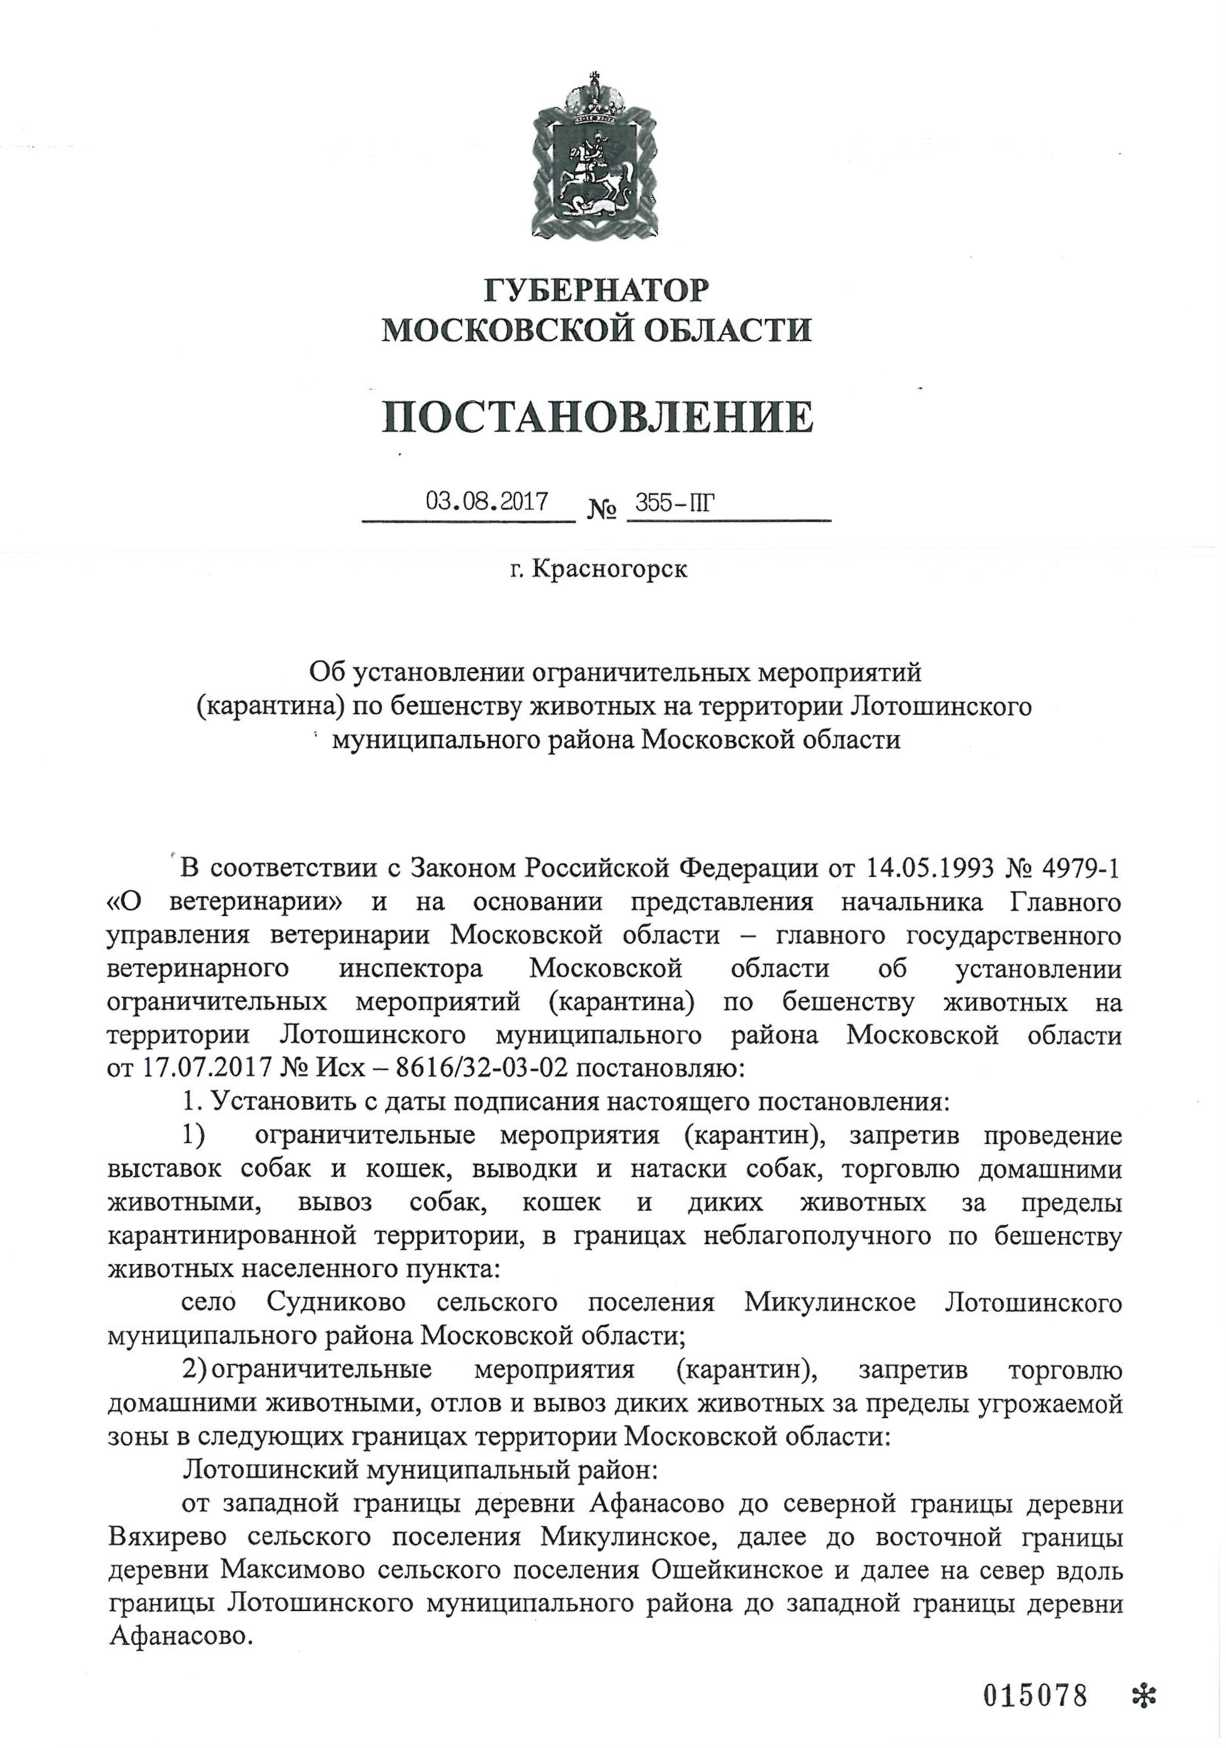 ГУБЕРНАТОР
МОСКОВСКОЙ ОБЛАСТИ
ПОСТАНОВЛЕНИЕ
03.08.2017 № 355-ПГ
г. Красногорск
Об установлении ограничительных мероприятий
(карантина) по бешенству животных на территории Лотошинского
муниципального района Московской области
В соответствии с Законом Российской Федерации от 14.05.1993 № 4979-1
«О ветеринарии» и на основании представления начальника Главного
управления ветеринарии Московской области – главного государственного
ветеринарного инспектора Московской области об установлении
ограничительных мероприятий (карантина) по бешенству животных на
территории Лотошинского муниципального района Московской области
от 17.07.2017 № Исх – 8616/32-03-02 постановляю:
1. Установить с даты подписания настоящего постановления:
1) ограничительные мероприятия (карантин), запретив проведение
выставок собак и кошек, выводки и натаски собак, торговлю домашними
животными, вывоз собак, кошек и диких животных за пределы
карантинированной территории, в границах неблагополучного по бешенству
животных населенного пункта:
село Судниково сельского поселения Микулинское Лотошинского
муниципального района Московской области;
2) ограничительные мероприятия (карантин), запретив торговлю
домашними животными, отлов и вывоз диких животных за пределы угрожаемой
зоны в следующих границах территории Московской области:
Лотошинский муниципальный район:
от западной границы деревни Афанасово до северной границы деревни
Вяхирево сельского поселения Микулинское, далее до восточной границы
деревни Максимово сельского поселения Ошейкинское и далее на север вдоль
границы Лотошинского муниципального района до западной границы деревни
Афанасово.
015078 *